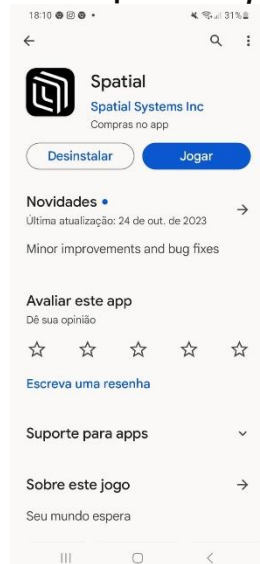 18:10
31%
Spatial
Spatial Systems Inc
Compras no app
Desinstalar
Jogar
Novidades •
Última atualização: 24 de out. de 2023
Minor improvements and bug fixes
Avaliar este app
Dê sua opinião
Escreva uma resenha
Suporte para apps
Sobre este jogo
Seu mundo espera